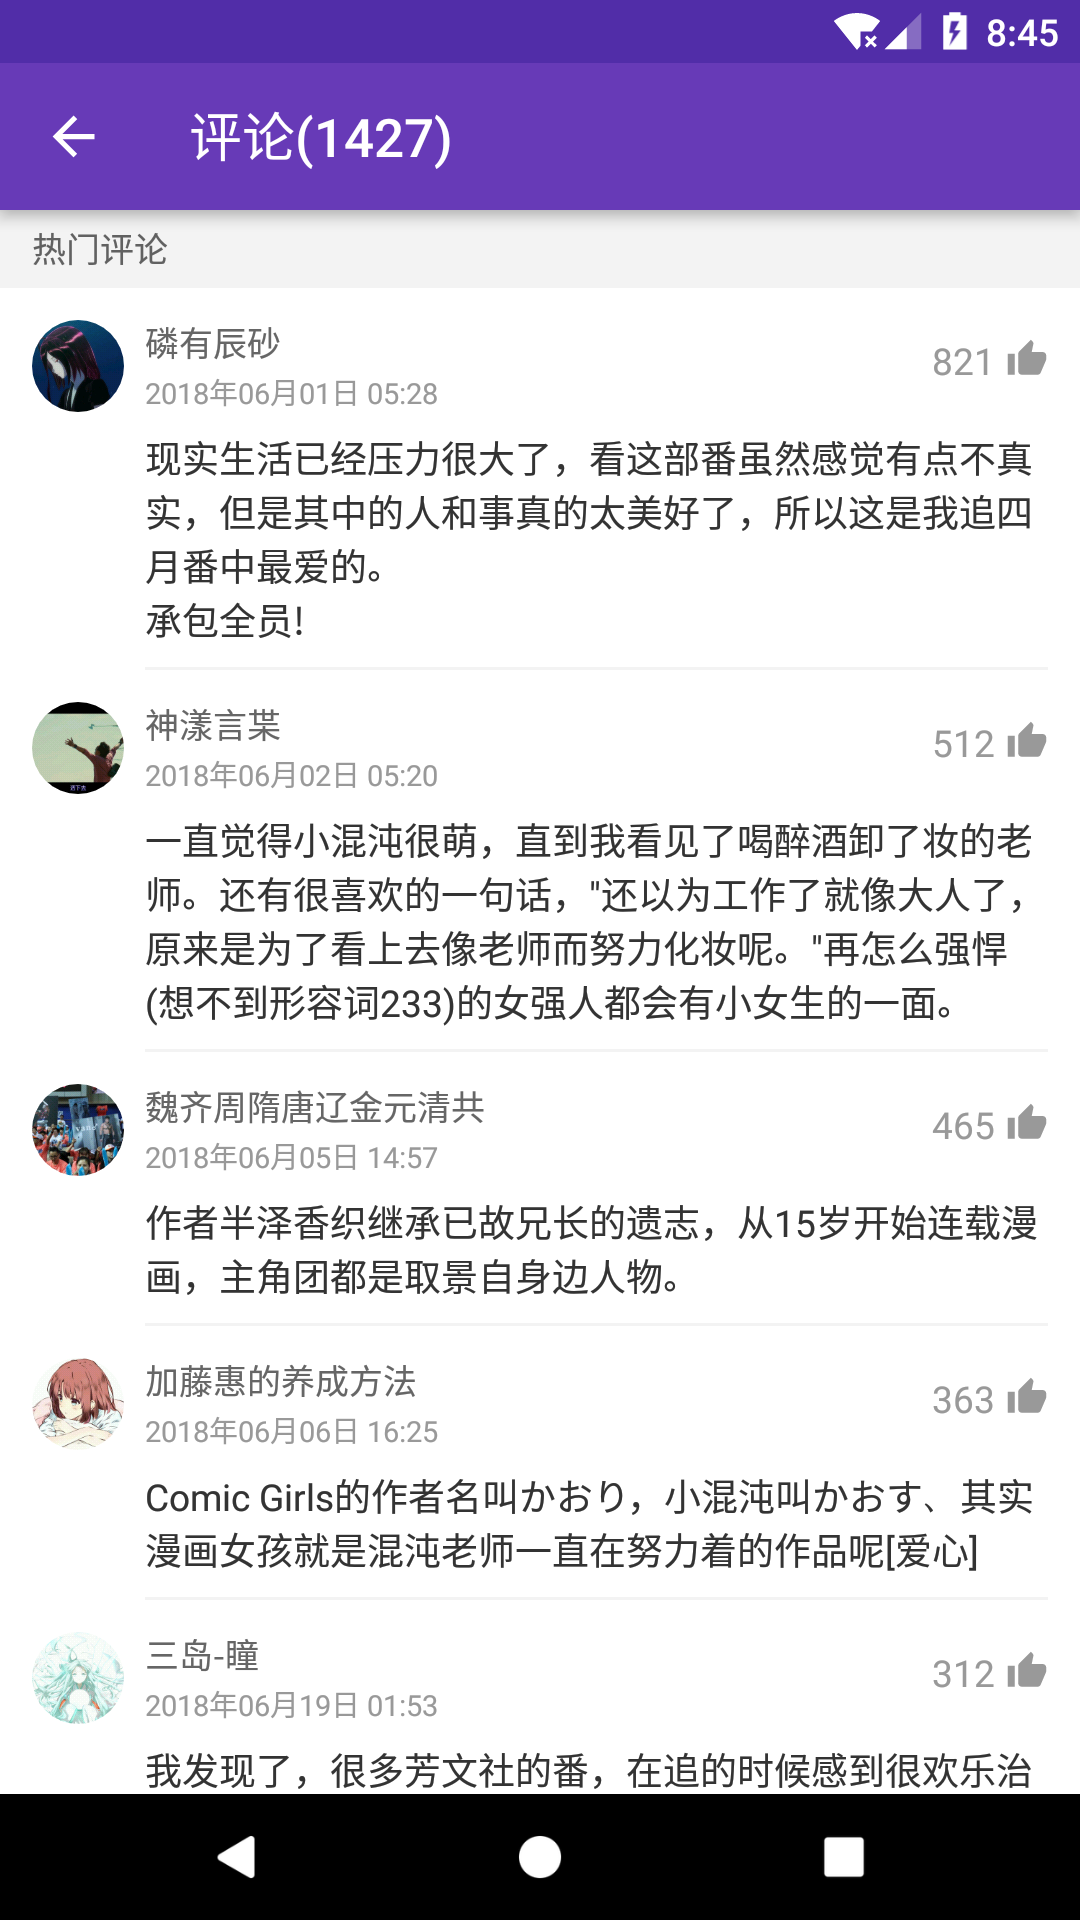 8:45
评论(1427)
热门评论
磷有辰砂
2018年06月01日 05:28
821
现实生活已经压力很大了，看这部番虽然感觉有点不真
实，但是其中的人和事真的太美好了，所以这是我追四
月番中最爱的。
承包全员!
神漾言枼
2018年06月02日 05:20
512
一直觉得小混沌很萌，直到我看见了喝醉酒卸了妆的老
师。还有很喜欢的一句话，"还以为工作了就像大人了，
原来是为了看上去像老师而努力化妆呢。"再怎么强悍
(想不到形容词233)的女强人都会有小女生的一面。
魏齐周隋唐辽金元清共
2018年06月05日 14:57
465
作者半泽香织继承已故兄长的遗志，从15岁开始连载漫
画，主角团都是取景自身边人物。
加藤惠的养成方法
2018年06月06日 16:25
363
Comic Girls的作者名叫かおり，小混沌叫かおす、其实
漫画女孩就是混沌老师一直在努力着的作品呢[爱心]
三岛-瞳
2018年06月19日 01:53
312
我发现了，很多芳文社的番，在追的时候感到很欢乐治